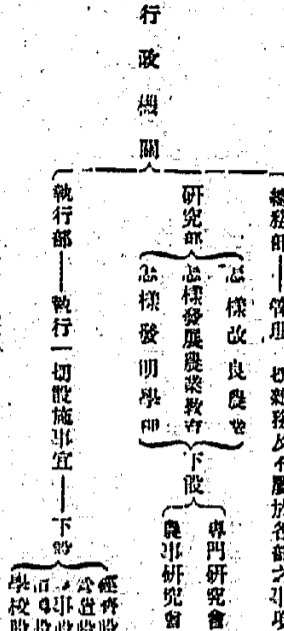 行政機關
總務部——管理一切雜務及不屬於各部之事項
研究部
怎樣改良農業
怎樣發展農業教育
怎樣發明學理
下設
專門研究會
農事研究會
執行部——執行一切設施事宜——下設
經濟股
學校股